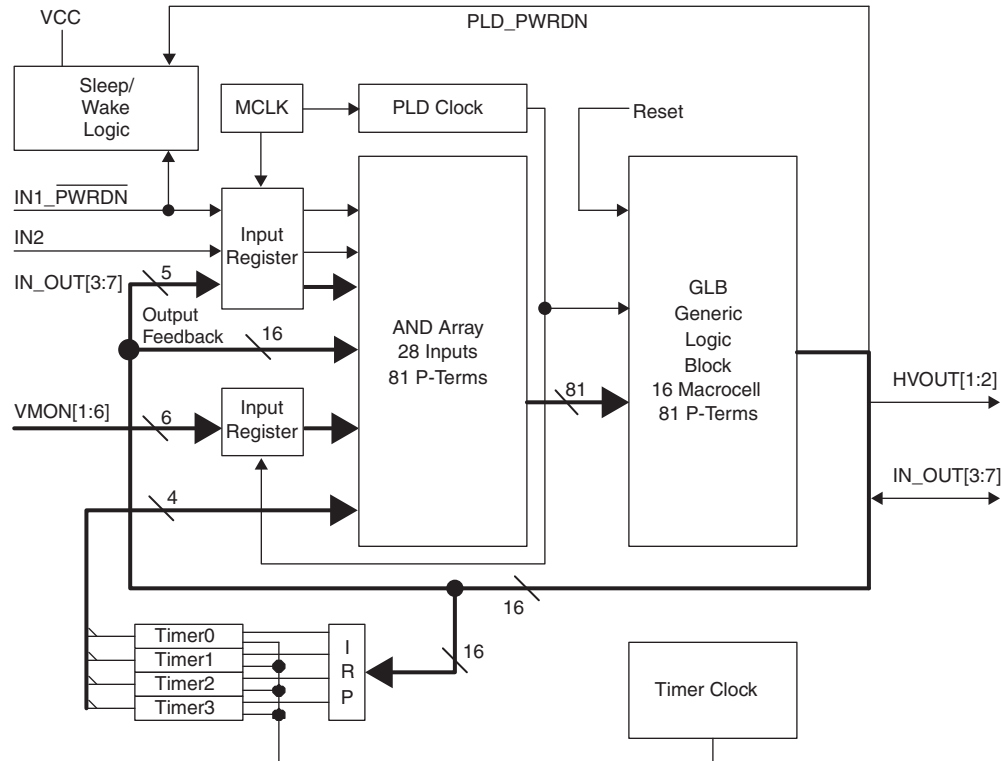 VCC
PLD_PWRDN
Sleep/
Wake
Logic
MCLK
PLD Clock
Reset
IN1_PWRDN
IN2
IN_OUT[3:7]
5
Input
Register
Output
Feedback
16
AND Array
28 Inputs
81 P-Terms
GLB
Generic
Logic
Block
16 Macrocell
81 P-Terms
81
HVOUT[1:2]
VMON[1:6]
6
Input
Register
IN_OUT[3:7]
4
16
16
Timer0
Timer1
Timer2
Timer3
I
R
P
Timer Clock